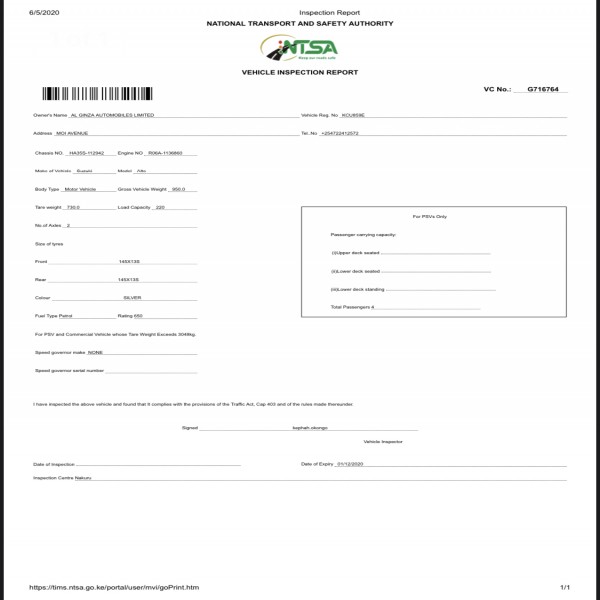 6/5/2020 Inspection Report
NATIONAL TRANSPORT AND SAFETY AUTHORITY
NTSA
Keep our roads safe
VEHICLE INSPECTION REPORT
VC No.: G716764
Owner's Name AL GINZA AUTOMOBILES LIMITED Vehicle Reg. No
Address MOI AVENUE Tel..No +254722412573
Chassis NO. HA35S-112942 Engine NO R06A-1136860
Make of Vehicle Suzuki Model Alto
Body Type Motor Vehicle Gross Vehicle Weight 950.0
Tare weight 730.0 Load Capacity 220
No.of Axles 2
Size of tyres
Front 145X13S
Rear 145X13S
Colour SILVER
Fuel Type Petrol Rating 660
For PSV and Commercial Vehicle whose Tare Weight Exceeds 3048kg.
Speed governor make NONE
Speed governor serial number
For PSVs Only
Passenger carrying capacity:
(i)Upper deck seated
(ii)Lower deck seated
(iii)Lower deck standing
Total Passengers 4
I have inspected the above vehicle and found that it complies with the provisions of the Traffic Act, Cap 403 and of the rules made thereunder.
Signed kephah.okongo
Vehicle Inspector
Date of Inspection Date of Expiry 01/12/2020
Inspection Centre Nakuru
https://tims.ntsa.go.ke/portal/user/mvi/goPrint.htm 1/1